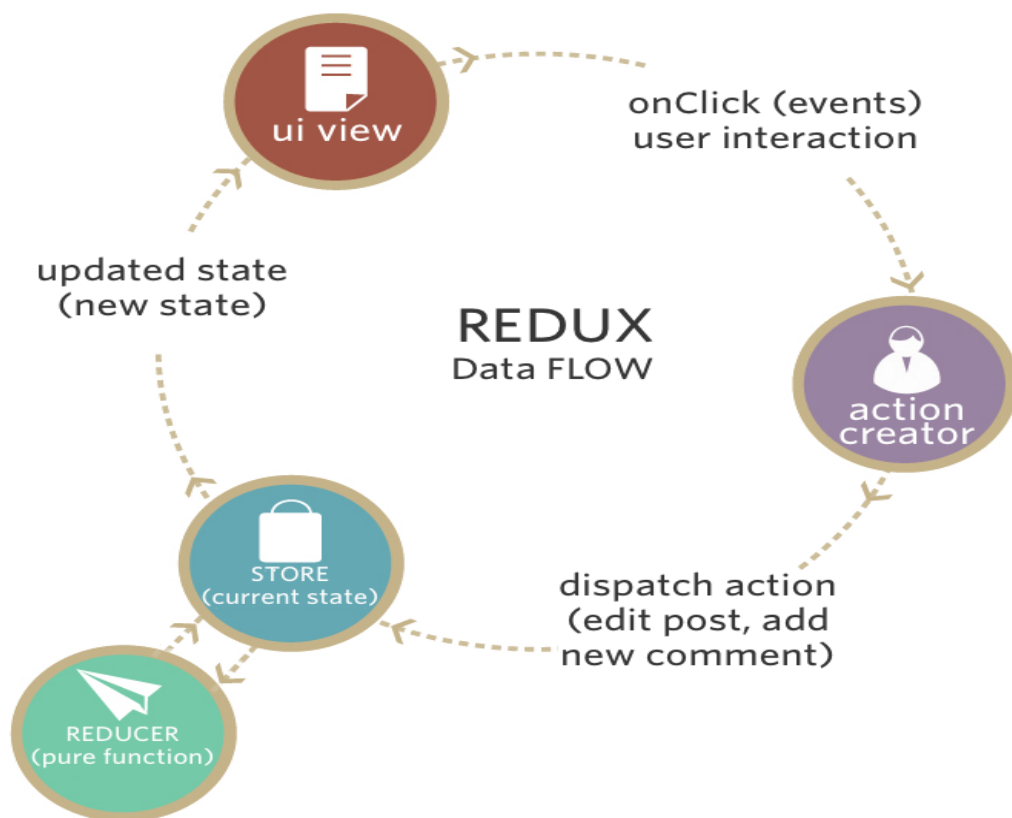 ui view
onClick (events)
user interaction
updated state
(new state)
REDUX
Data FLOW
action
creator
STORE
(current state)
dispatch action
(edit post, add
new comment)
REDUCER
(pure function)